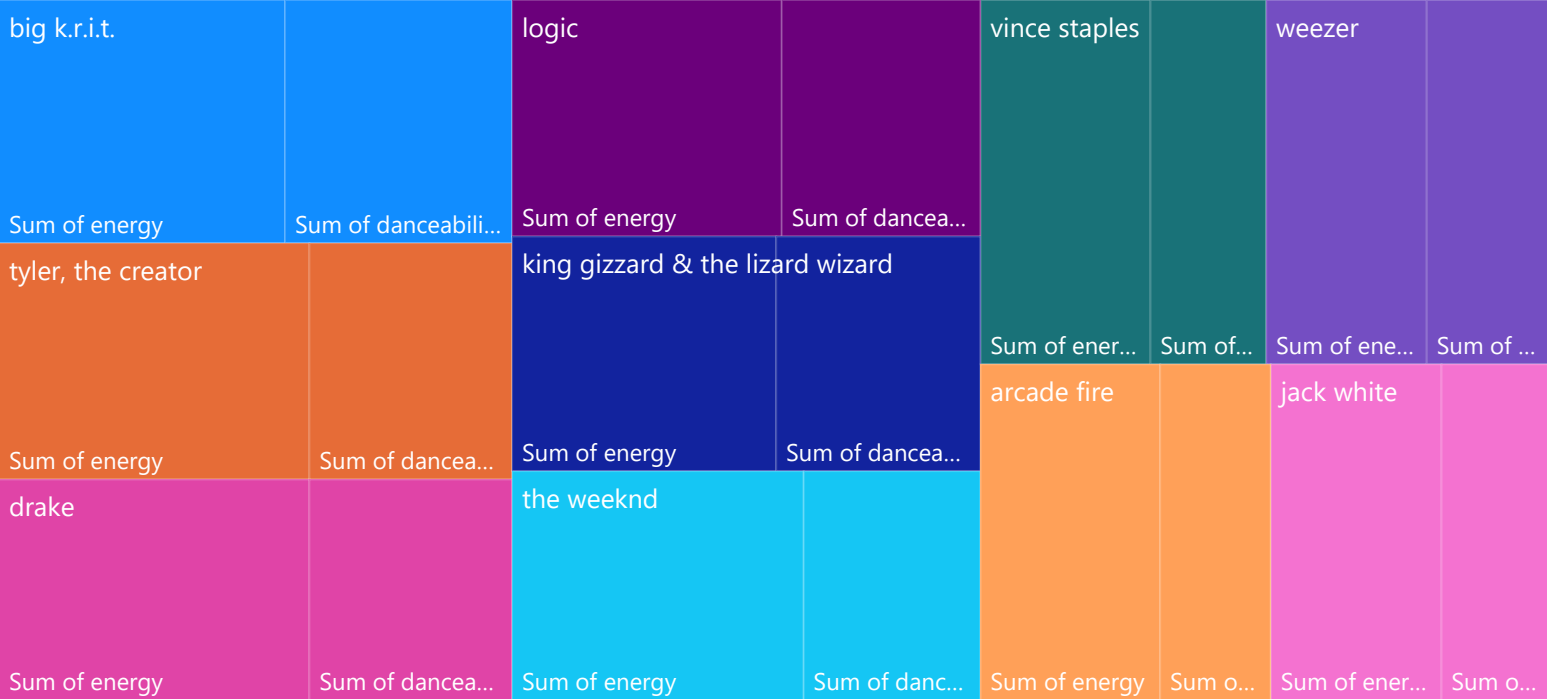 big k.r.i.t.
Sum of energy
Sum of danceabili...
tyler, the creator
Sum of energy
Sum of dancea...
drake
Sum of energy
Sum of dancea...
logic
Sum of energy
Sum of dancea...
king gizzard & the lizard wizard
Sum of energy
Sum of dancea...
the weeknd
Sum of energy
Sum of danc...
vince staples
Sum of ener...
Sum of...
weezer
Sum of ene...
Sum of ...
arcade fire
Sum of energy
Sum o...
jack white
Sum of ener...
Sum o...